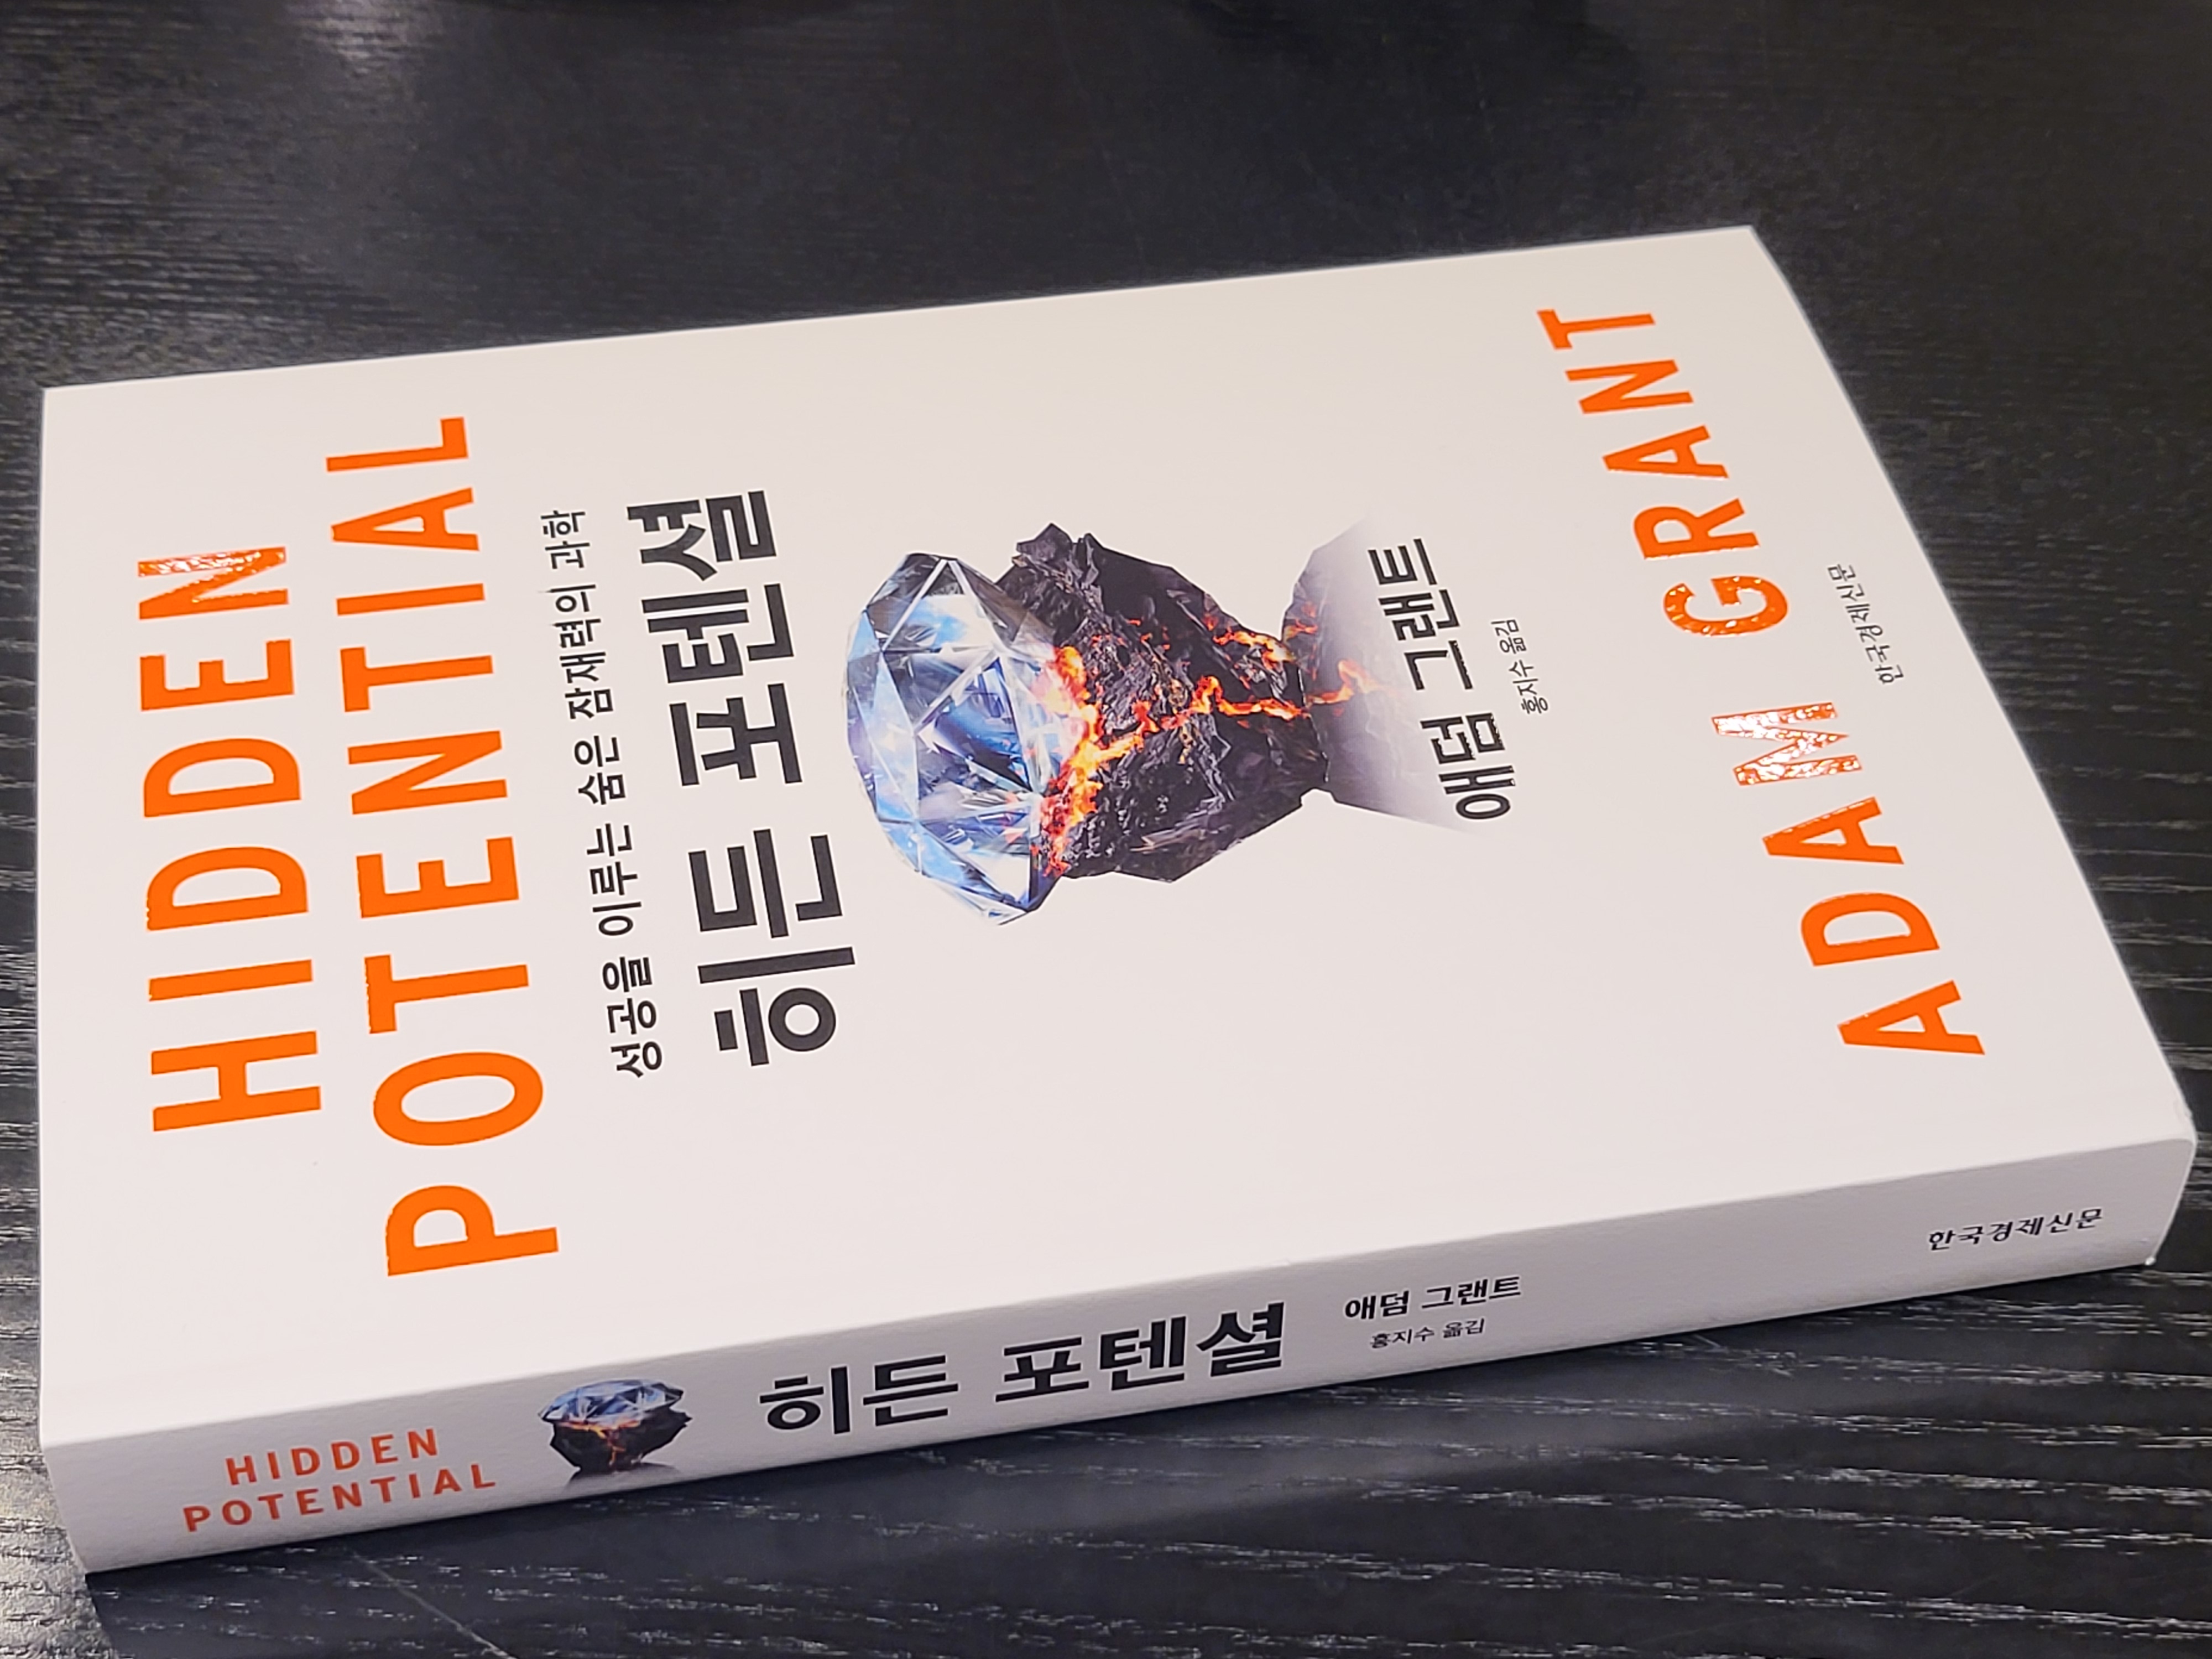 HIDDEN
POTENTIAL
성공을 이루는 숨은 잠재력의 과학
히든 포텐셜
애덤 그랜트
홍지수 옮김
ADAM GRANT
한국경제신문
HIDDEN
POTENTIAL
히든 포텐셜
애덤 그랜트
홍지수 옮김
한국경제신문